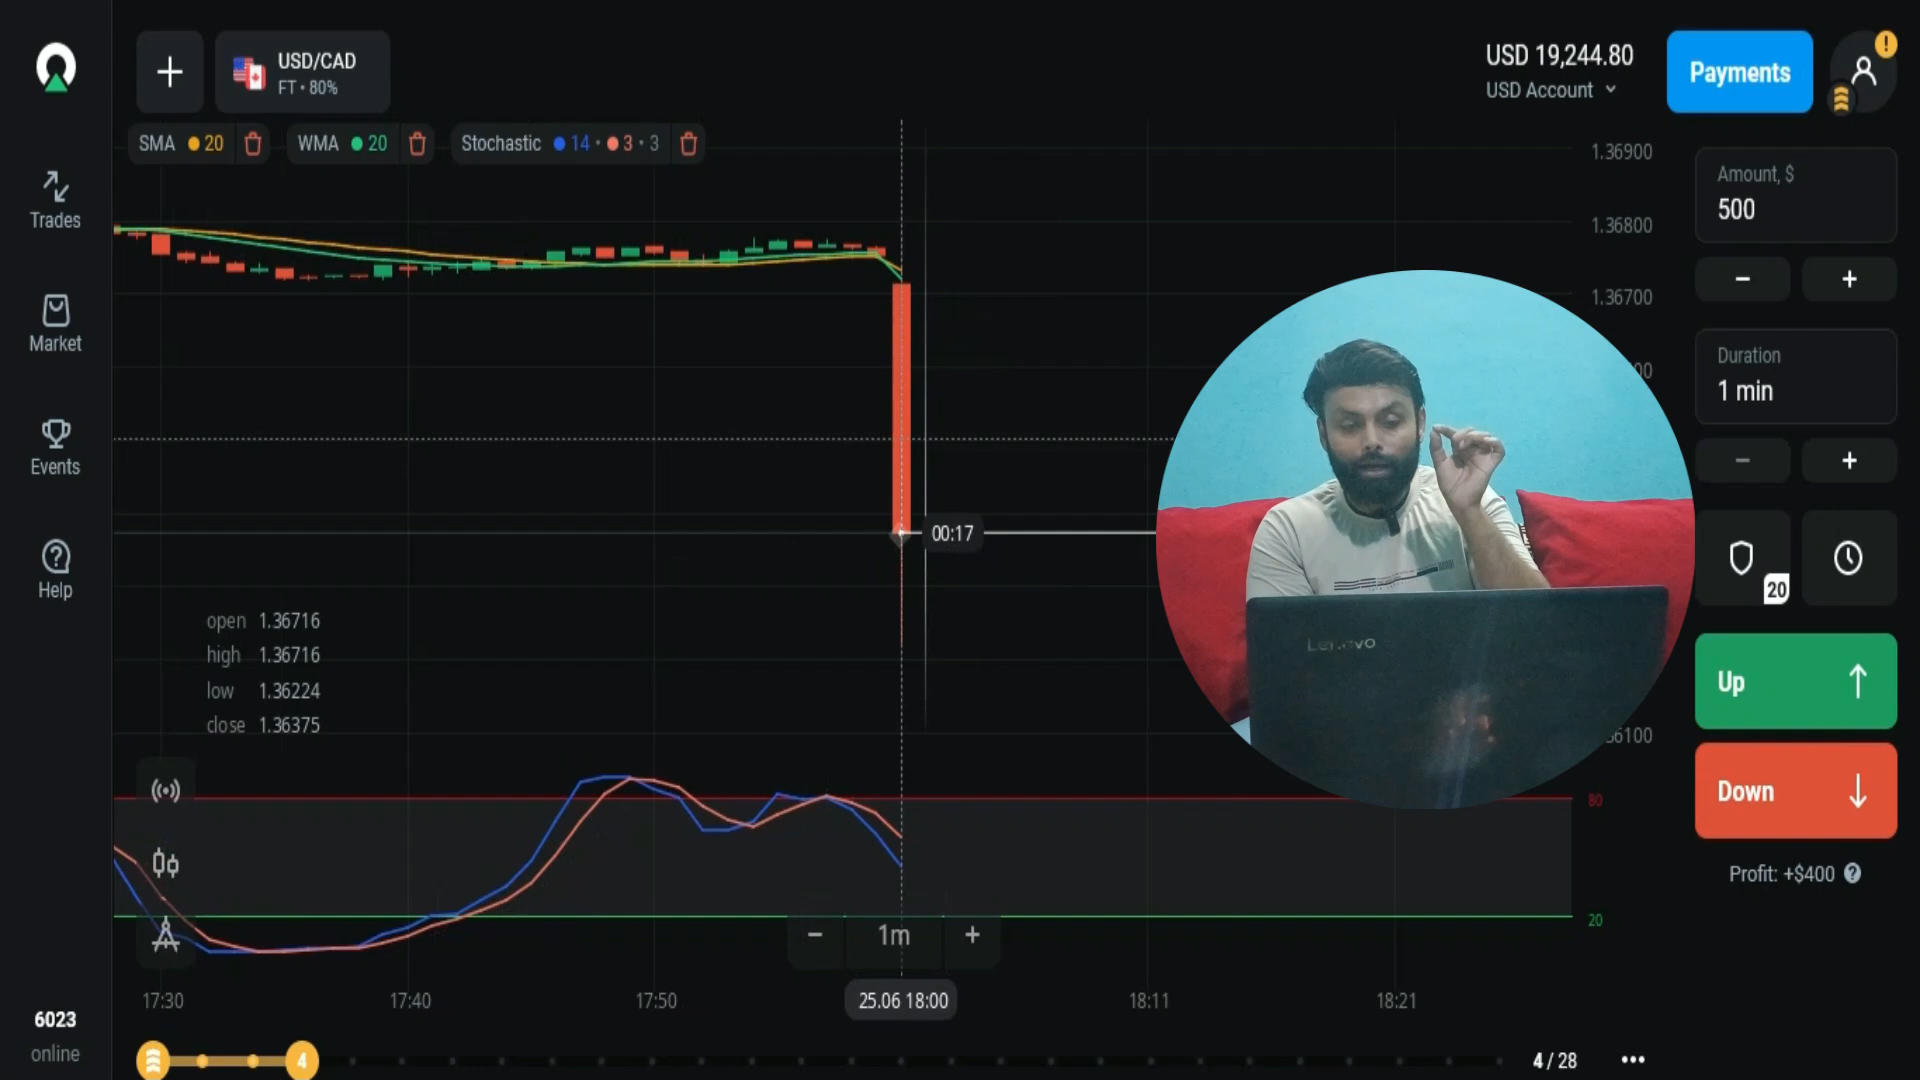 USD/CAD
FT • 80%
USD 19,244.80
USD Account
Payments
!
SMA 20
WMA 20
Stochastic 14 • 3 • 3
Trades
Market
Events
Help
6023
online
1.36900
1.36800
1.36700
00
36100
80
20
00:17
open 1.36716
high 1.36716
low 1.36224
close 1.36375
− 1m +
17:30
17:40
17:50
25.06 18:00
18:11
18:21
4
4 / 28
•••
Amount, $
500
− +
Duration
1 min
− +
20
Up
Down
Profit: +$400 ?
Lenovo